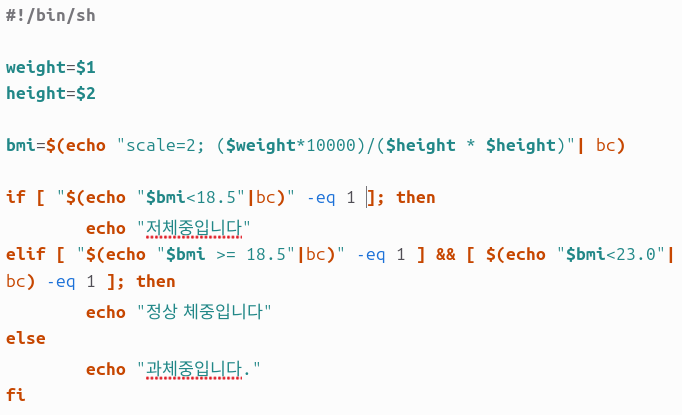 #!/bin/sh

weight=$1
height=$2

bmi=$(echo "scale=2; ($weight*10000)/($height * $height)"| bc)

if [ "$(echo "$bmi<18.5"|bc)" -eq 1 ]; then
        echo "저체중입니다"
elif [ "$(echo "$bmi >= 18.5"|bc)" -eq 1 ] && [ $(echo "$bmi<23.0"|
bc) -eq 1 ]; then
        echo "정상 체중입니다"
else
        echo "과체중입니다."
fi